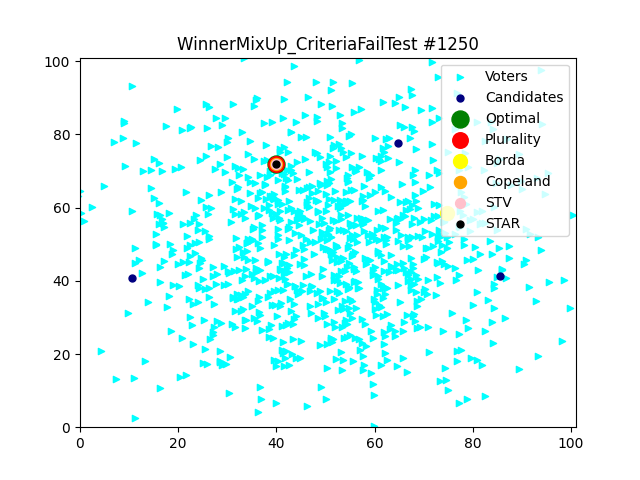 WinnerMixUp_CriteriaFailTest #1250
100
80
60
40
20
0
0 20 40 60 80 100
Voters
Candidates
Optimal
Plurality
Borda
Copeland
STV
STAR